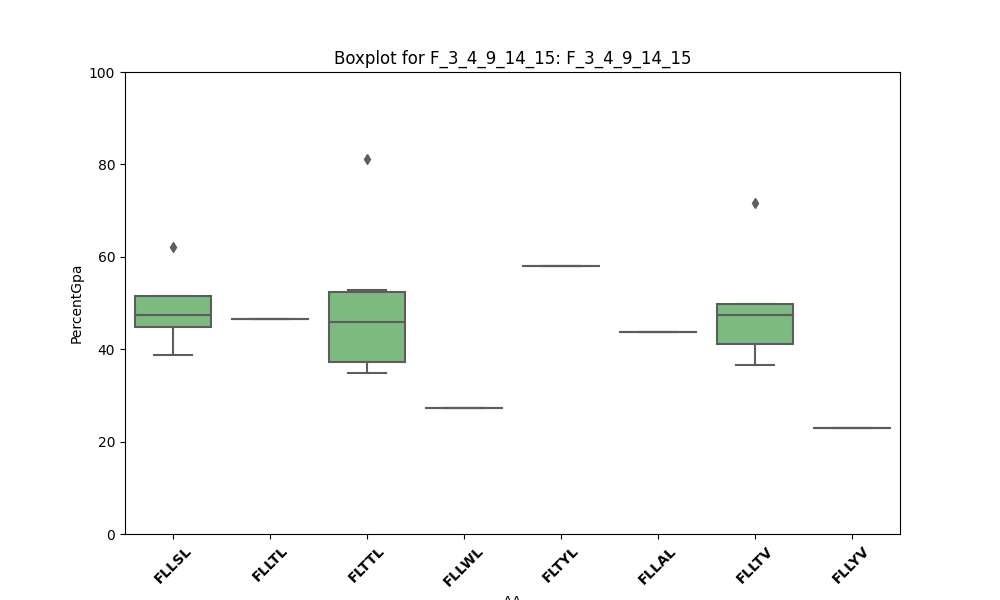 Boxplot for F_3_4_9_14_15: F_3_4_9_14_15
100
80
60
40
20
0
PercentGpa
FLLSL
FLLTL
FLTTL
FLLWL
FLTYL
FLLAL
FLLTV
FLLYV
AA